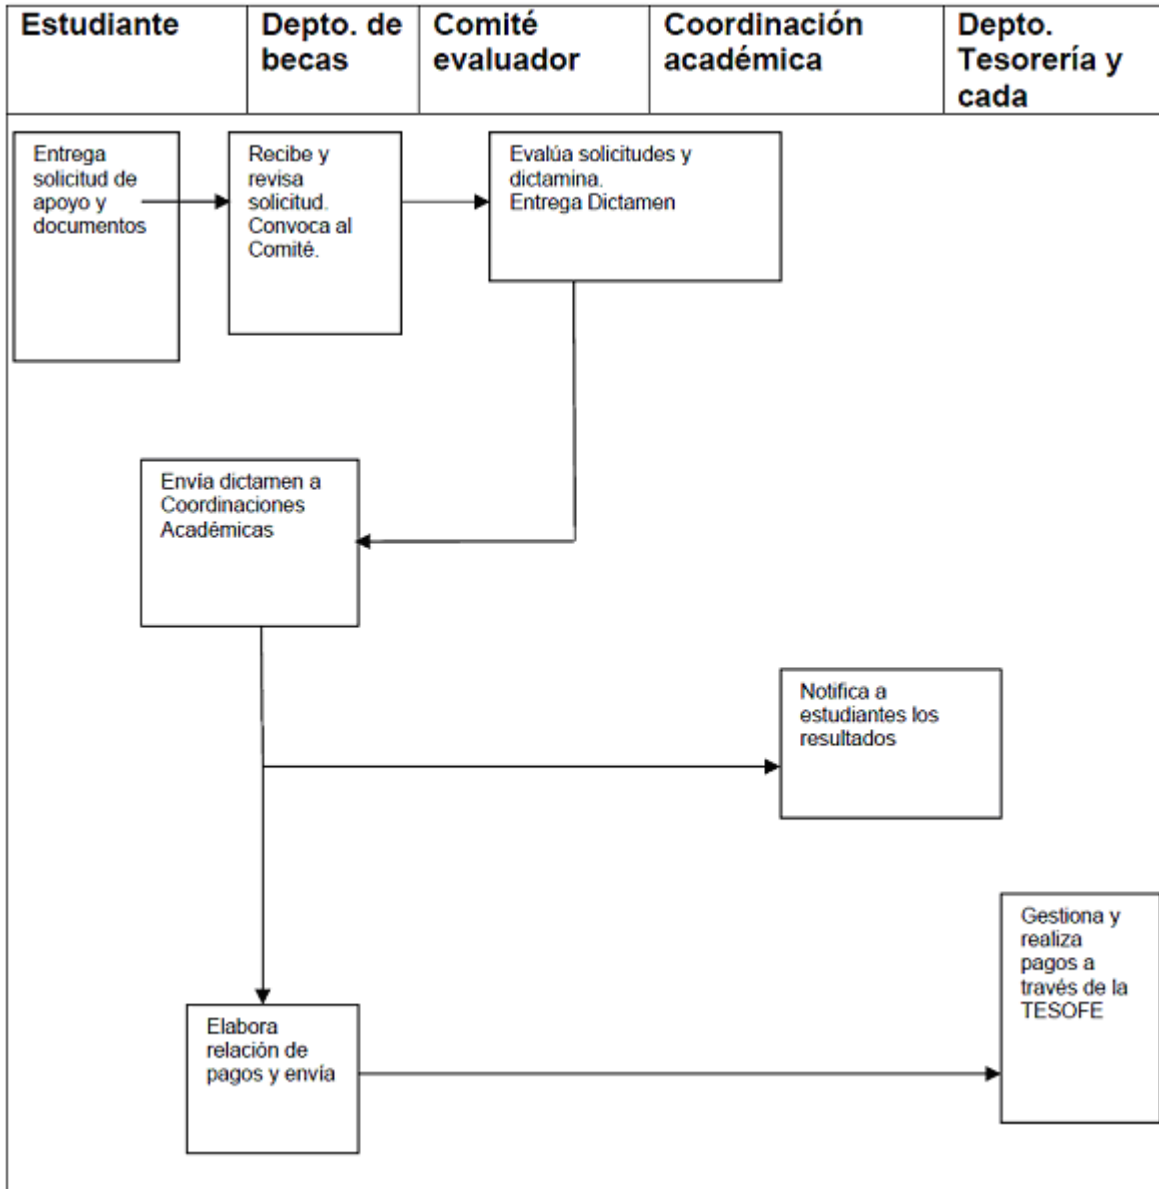 Estudiante
Depto. de
becas
Comité
evaluador
Coordinación
académica
Depto.
Tesorería y
cada
Entrega
solicitud de
apoyo y
documentos
Recibe y
revisa
solicitud.
Convoca al
Comité.
Evalúa solicitudes y
dictamina.
Entrega Dictamen
Envía dictamen a
Coordinaciones
Académicas
Notifica a
estudiantes los
resultados
Gestiona y
realiza
pagos a
través de la
TESOFE
Elabora
relación de
pagos y envía